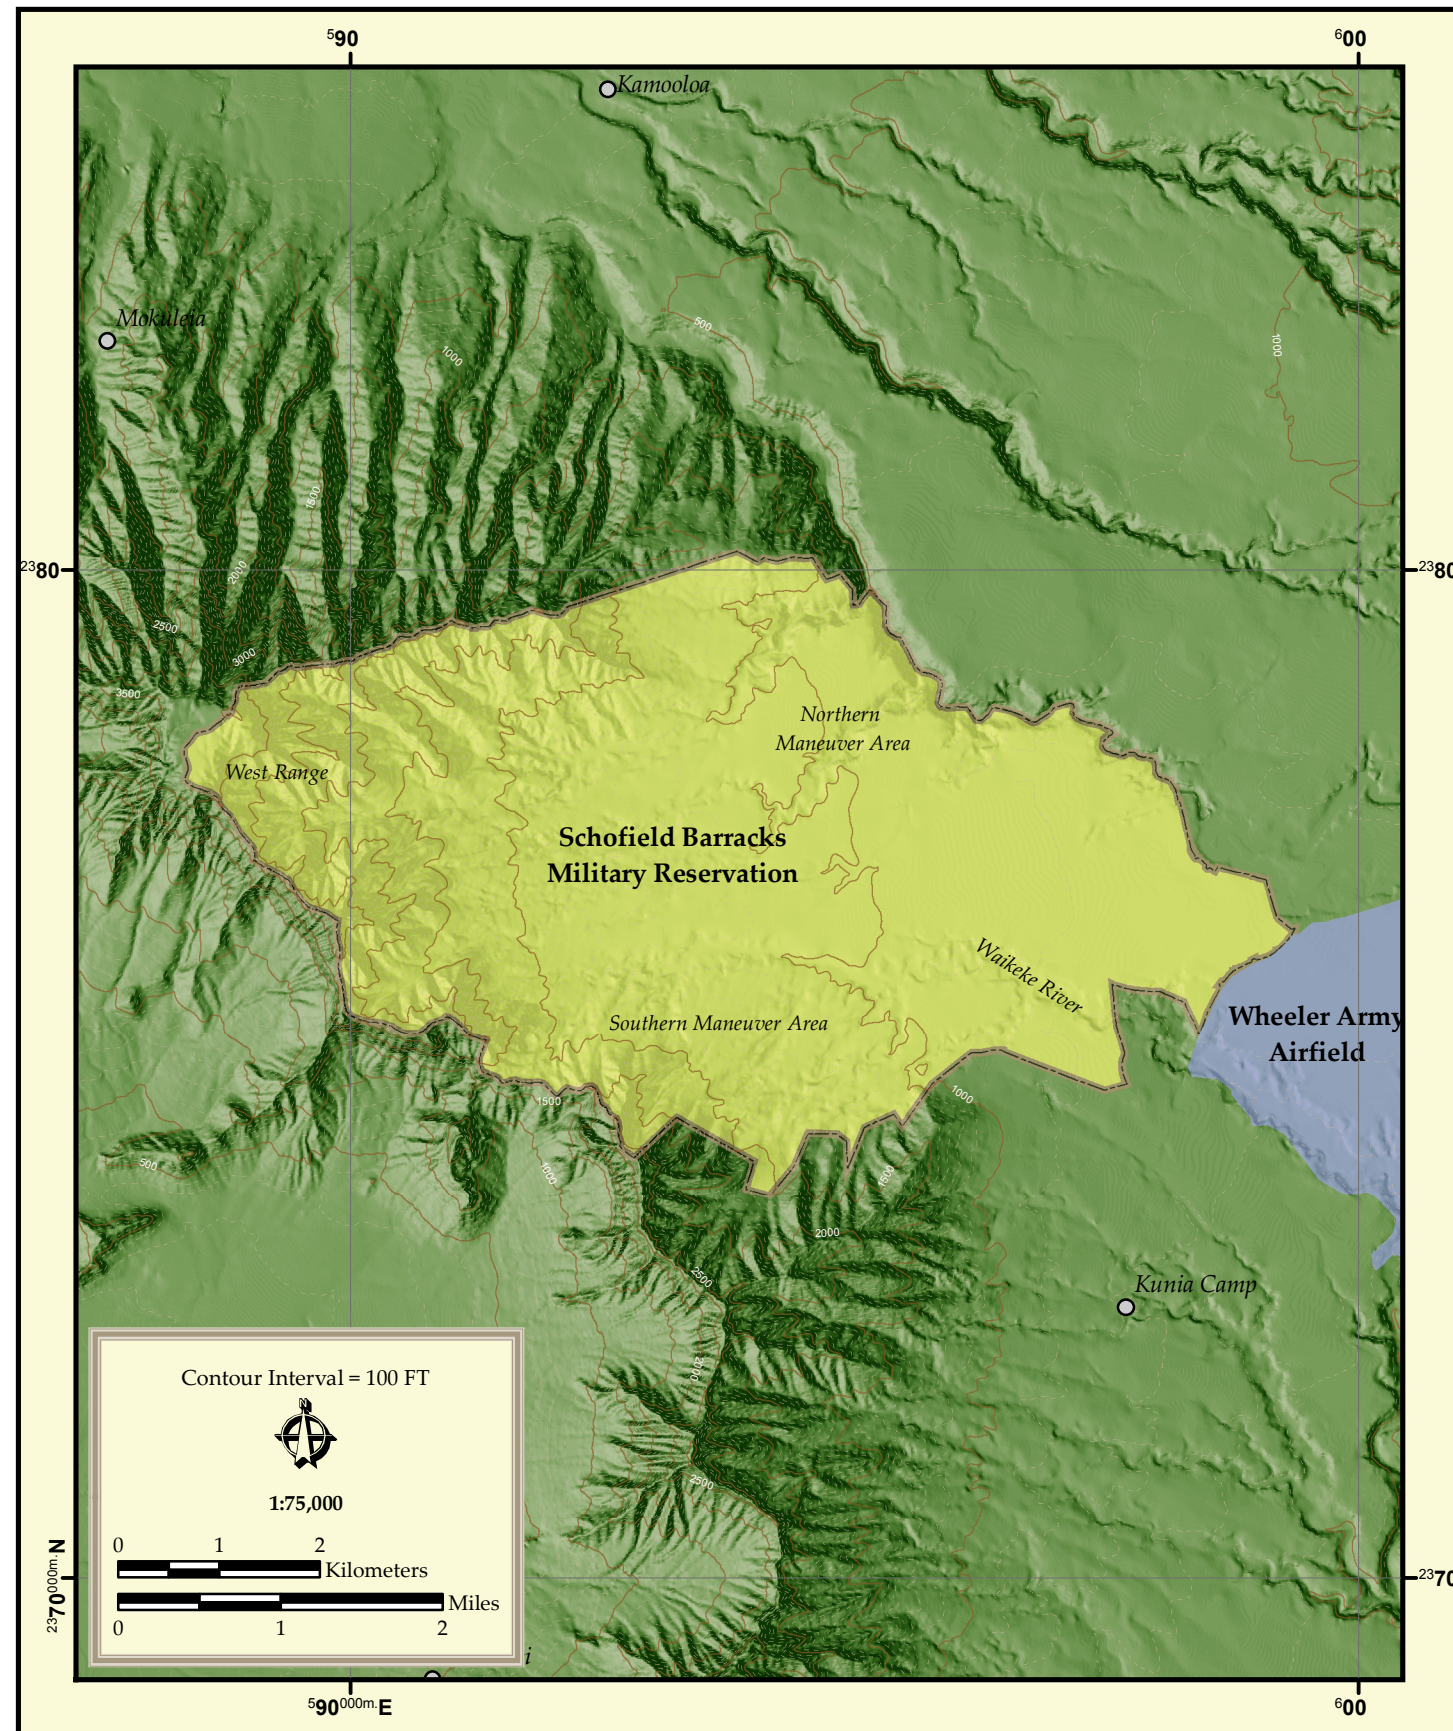 590
600
Kamooloa
Mokuleia
500
1000
1000
1500
2380
2380
2000
2500
3000
3500
Northern
Maneuver Area
West Range
Schofield Barracks
Military Reservation
Waikeke River
Southern Maneuver Area
Wheeler Army
Airfield
1000
1500
500
1000
1500
2000
2500
Kunia Camp
2000
2500
Contour Interval = 100 FT
N
1:75,000
0 1 2
Kilometers
Miles
0 1 2
i
2370000m.N
2370
590000m.E
600